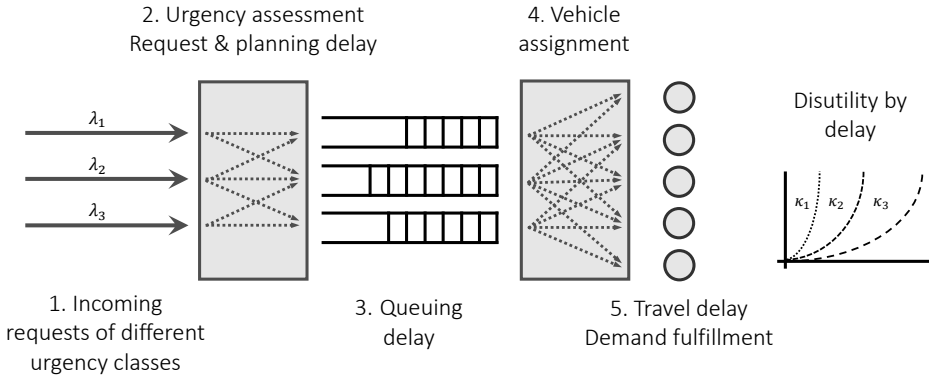 2. Urgency assessment
Request & planning delay
4. Vehicle
assignment
λ1
λ2
λ3
Disutility by
delay
κ1 κ2 κ3
1. Incoming
requests of different
urgency classes
3. Queuing
delay
5. Travel delay
Demand fulfillment